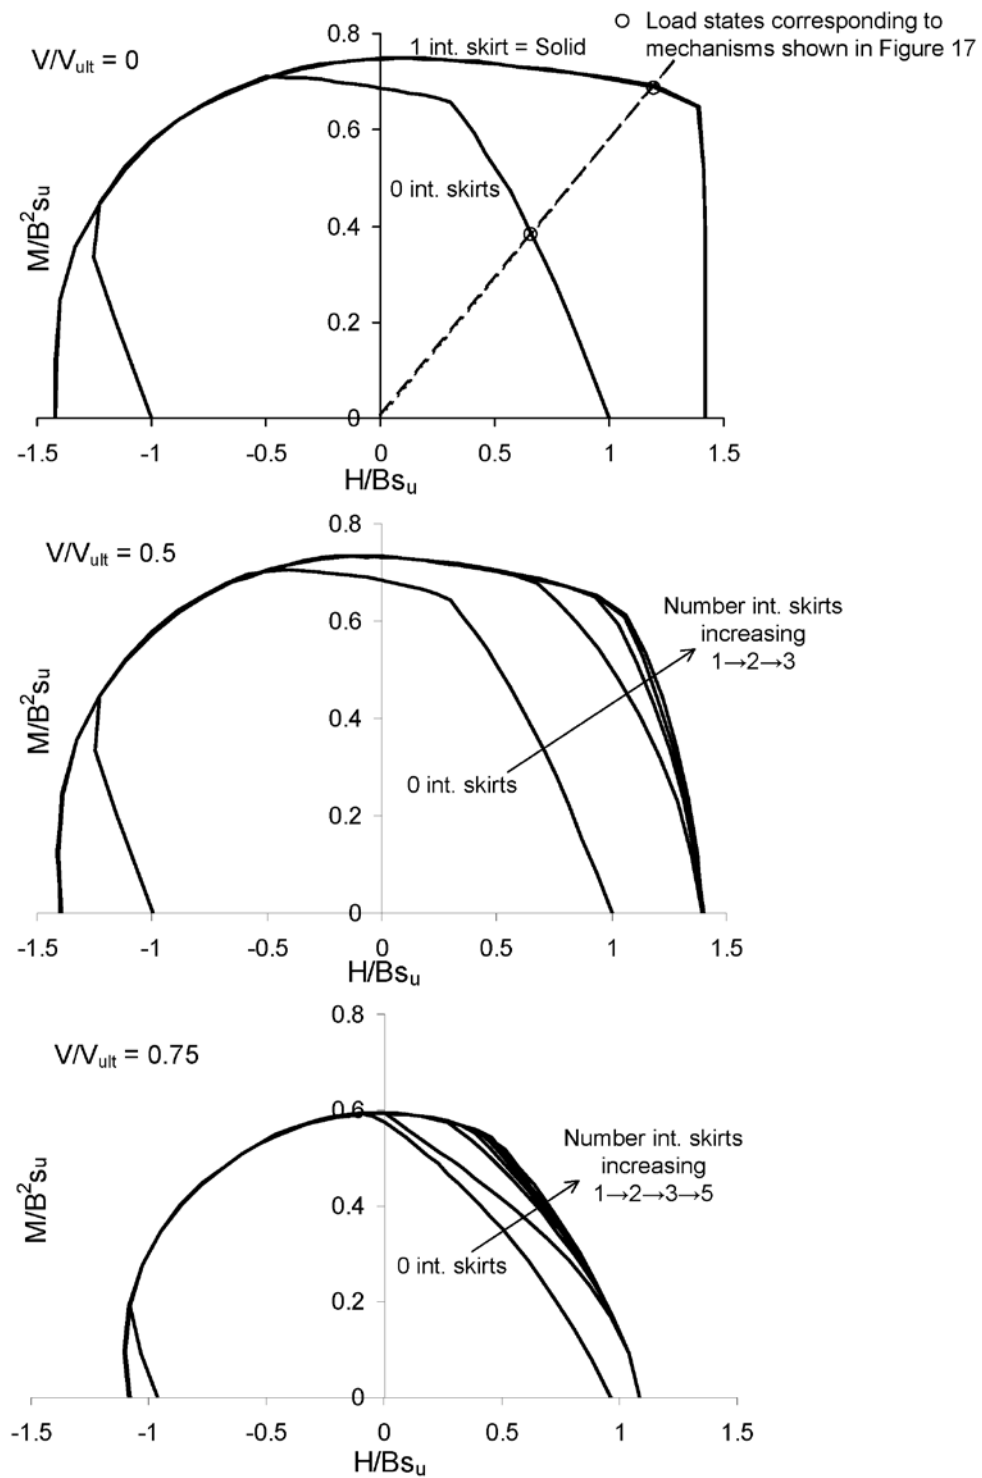 V/Vult = 0
0.8
1 int. skirt = Solid
Load states corresponding to
mechanisms shown in Figure 17
0.6
0 int. skirts
M/B²su
0.4
0.2
0
-1.5 -1 -0.5 0 0.5 1 1.5
H/Bsu
V/Vult = 0.5
0.8
0.6
Number int. skirts
increasing
1→2→3
M/B²su
0.4
0 int. skirts
0.2
0
-1.5 -1 -0.5 0 0.5 1 1.5
H/Bsu
V/Vult = 0.75
0.8
0.6
Number int. skirts
increasing
1→2→3→5
M/B²su
0.4
0 int. skirts
0.2
0
-1.5 -1 -0.5 0 0.5 1 1.5
H/Bsu